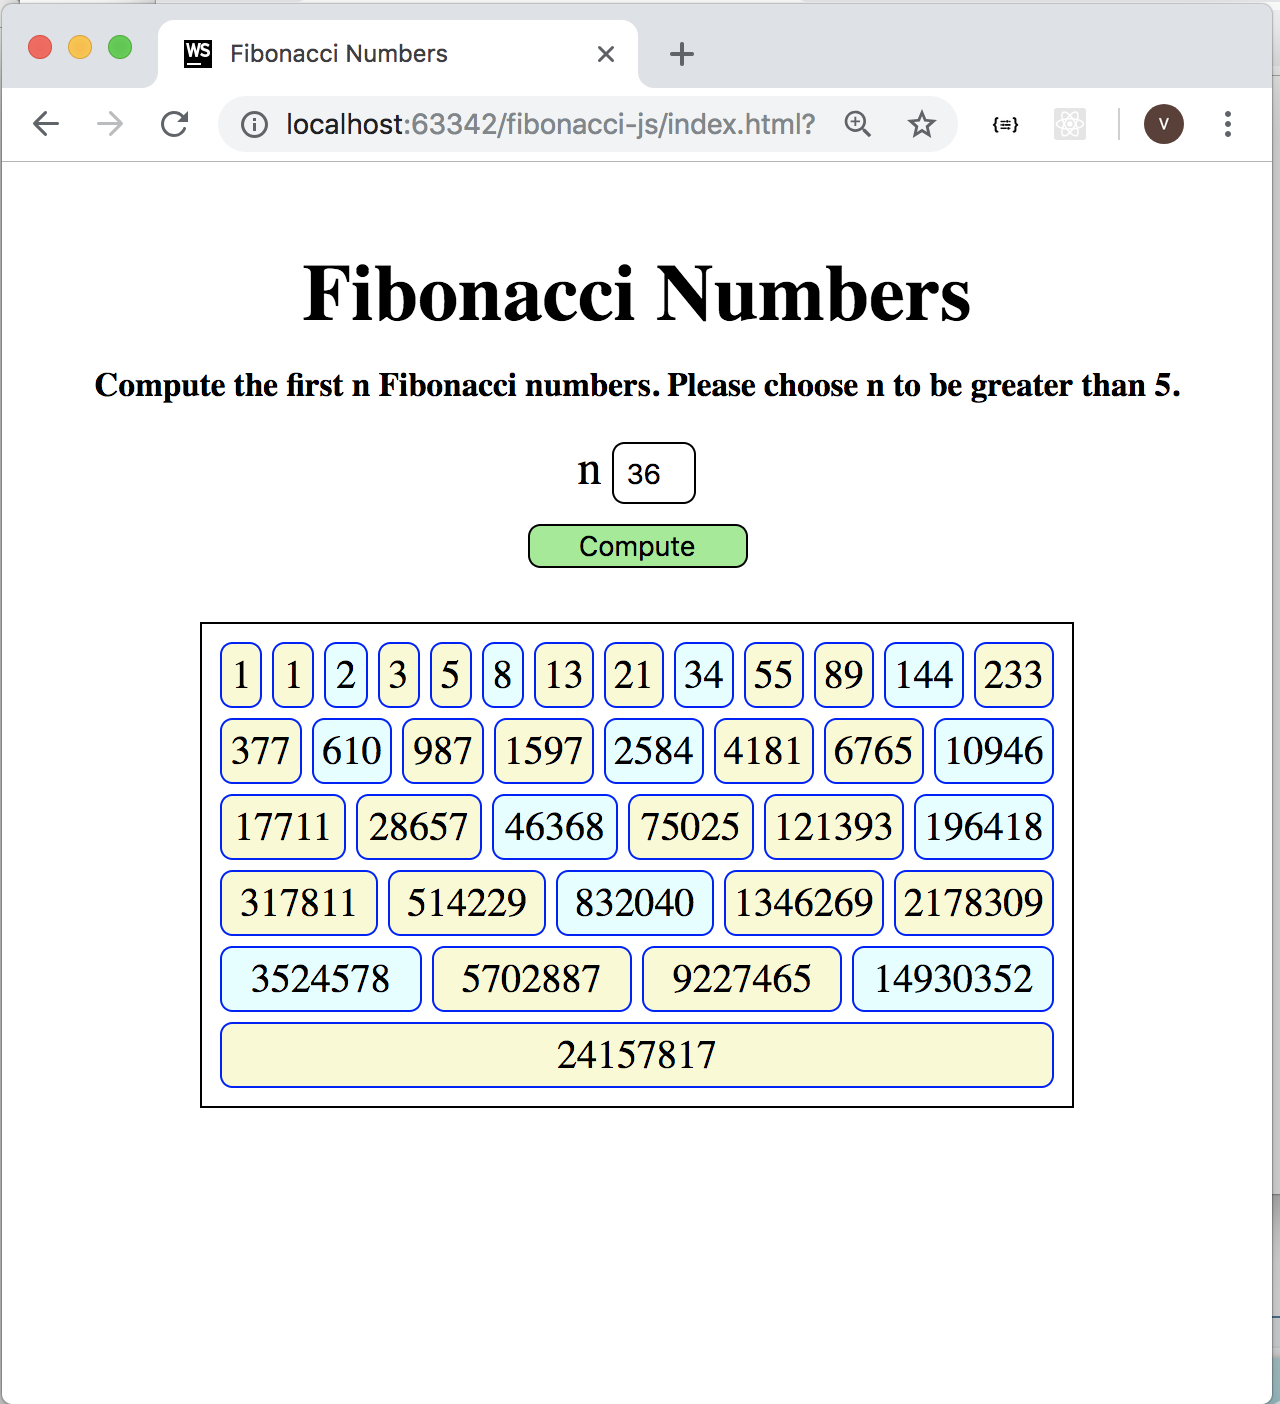 WS Fibonacci Numbers
localhost:63342/fibonacci-js/index.html?
V
Fibonacci Numbers
Compute the first n Fibonacci numbers. Please choose n to be greater than 5.
n 36
Compute
1 1 2 3 5 8 13 21 34 55 89 144 233
377 610 987 1597 2584 4181 6765 10946
17711 28657 46368 75025 121393 196418
317811 514229 832040 1346269 2178309
3524578 5702887 9227465 14930352
24157817